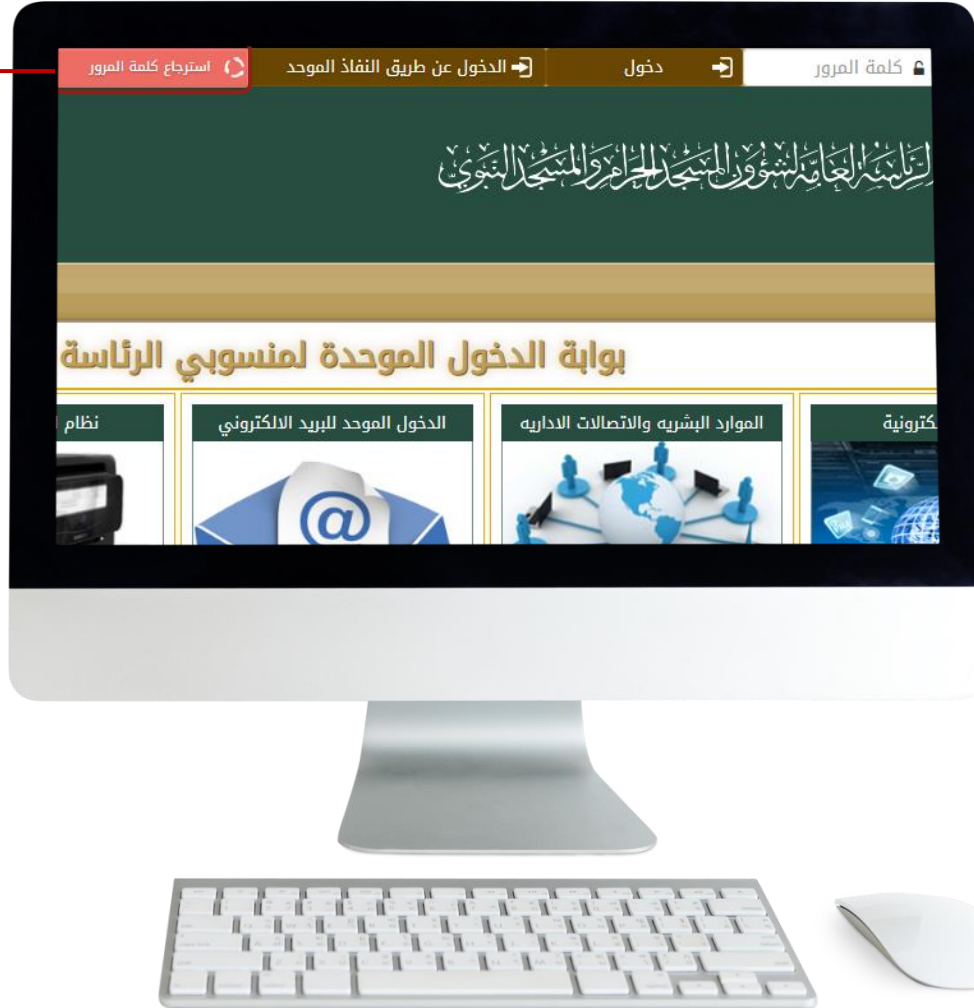 كلمة المرور
دخول
الدخول عن طريق النفاذ الموحد
استرجاع كلمة المرور
الرئاسة العامة لشؤون المسجد الحرام والمسجد النبوي
بوابة الدخول الموحدة لمنسوبي الرئاسة
الموارد البشريه والاتصالات الاداريه
الدخول الموحد للبريد الالكتروني
نظام
@